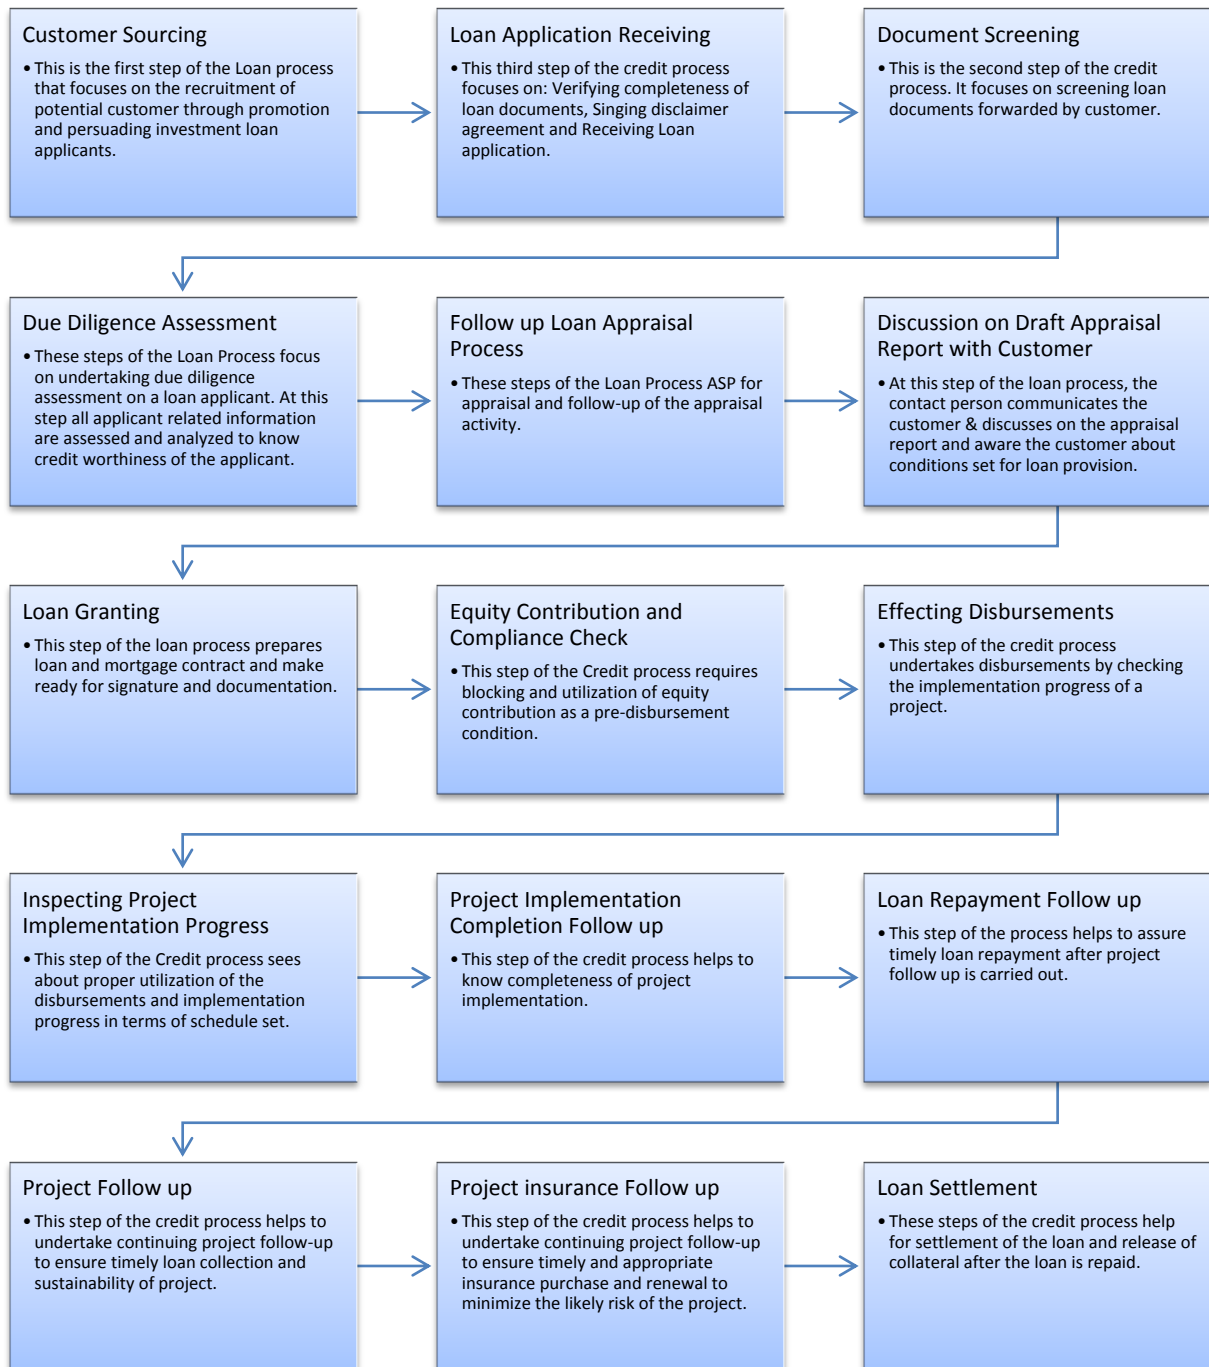 Customer Sourcing
• This is the first step of the Loan process
that focuses on the recruitment of
potential customer through promotion
and persuading investment loan
applicants.
Loan Application Receiving
• This third step of the credit process
focuses on: Verifying completeness of
loan documents, Singing disclaimer
agreement and Receiving Loan
application.
Document Screening
• This is the second step of the credit
process. It focuses on screening loan
documents forwarded by customer.
Due Diligence Assessment
• These steps of the Loan Process focus
on undertaking due diligence
assessment on a loan applicant. At this
step all applicant related information
are assessed and analyzed to know
credit worthiness of the applicant.
Follow up Loan Appraisal
Process
• These steps of the Loan Process ASP for
appraisal and follow-up of the appraisal
activity.
Discussion on Draft Appraisal
Report with Customer
• At this step of the loan process, the
contact person communicates the
customer & discusses on the appraisal
report and aware the customer about
conditions set for loan provision.
Loan Granting
• This step of the loan process prepares
loan and mortgage contract and make
ready for signature and documentation.
Equity Contribution and
Compliance Check
• This step of the Credit process requires
blocking and utilization of equity
contribution as a pre-disbursement
condition.
Effecting Disbursements
• This step of the credit process
undertakes disbursements by checking
the implementation progress of a
project.
Inspecting Project
Implementation Progress
• This step of the Credit process sees
about proper utilization of the
disbursements and implementation
progress in terms of schedule set.
Project Implementation
Completion Follow up
• This step of the credit process helps to
know completeness of project
implementation.
Loan Repayment Follow up
• This step of the process helps to assure
timely loan repayment after project
follow up is carried out.
Project Follow up
• This step of the credit process helps to
undertake continuing project follow-up
to ensure timely loan collection and
sustainability of project.
Project insurance Follow up
• This step of the credit process helps to
undertake continuing project follow-up
to ensure timely and appropriate
insurance purchase and renewal to
minimize the likely risk of the project.
Loan Settlement
• These steps of the credit process help
for settlement of the loan and release of
collateral after the loan is repaid.